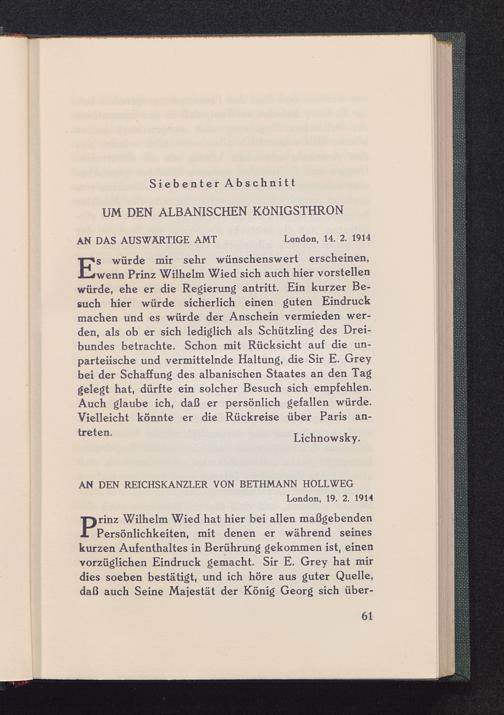 Siebenter Abschnitt
UM DEN ALBANISCHEN KÖNIGSTHRON
AN DAS AUSWÄRTIGE AMT London, 14. 2. 1914
Es würde mir sehr wünschenswert erscheinen,
wenn Prinz Wilhelm Wied sich auch hier vorstellen
würde, ehe er die Regierung antritt. Ein kurzer Be-
such hier würde sicherlich einen guten Eindruck
machen und es würde der Anschein vermieden wer-
den, als ob er sich lediglich als Schützling des Drei-
bundes betrachte. Schon mit Rücksicht auf die un-
parteiische und vermittelnde Haltung, die Sir E. Grey
bei der Schaffung des albanischen Staates an den Tag
gelegt hat, dürfte ein solcher Besuch sich empfehlen.
Auch glaube ich, daß er persönlich gefallen würde.
Vielleicht könnte er die Rückreise über Paris an-
treten.
Lichnowsky.
AN DEN REICHSKANZLER VON BETHMANN HOLLWEG
London, 19. 2. 1914
Prinz Wilhelm Wied hat hier bei allen maßgebenden
Persönlichkeiten, mit denen er während seines
kurzen Aufenthaltes in Berührung gekommen ist, einen
vorzüglichen Eindruck gemacht. Sir E. Grey hat mir
dies soeben bestätigt, und ich höre aus guter Quelle,
daß auch Seine Majestät der König Georg sich über-
61